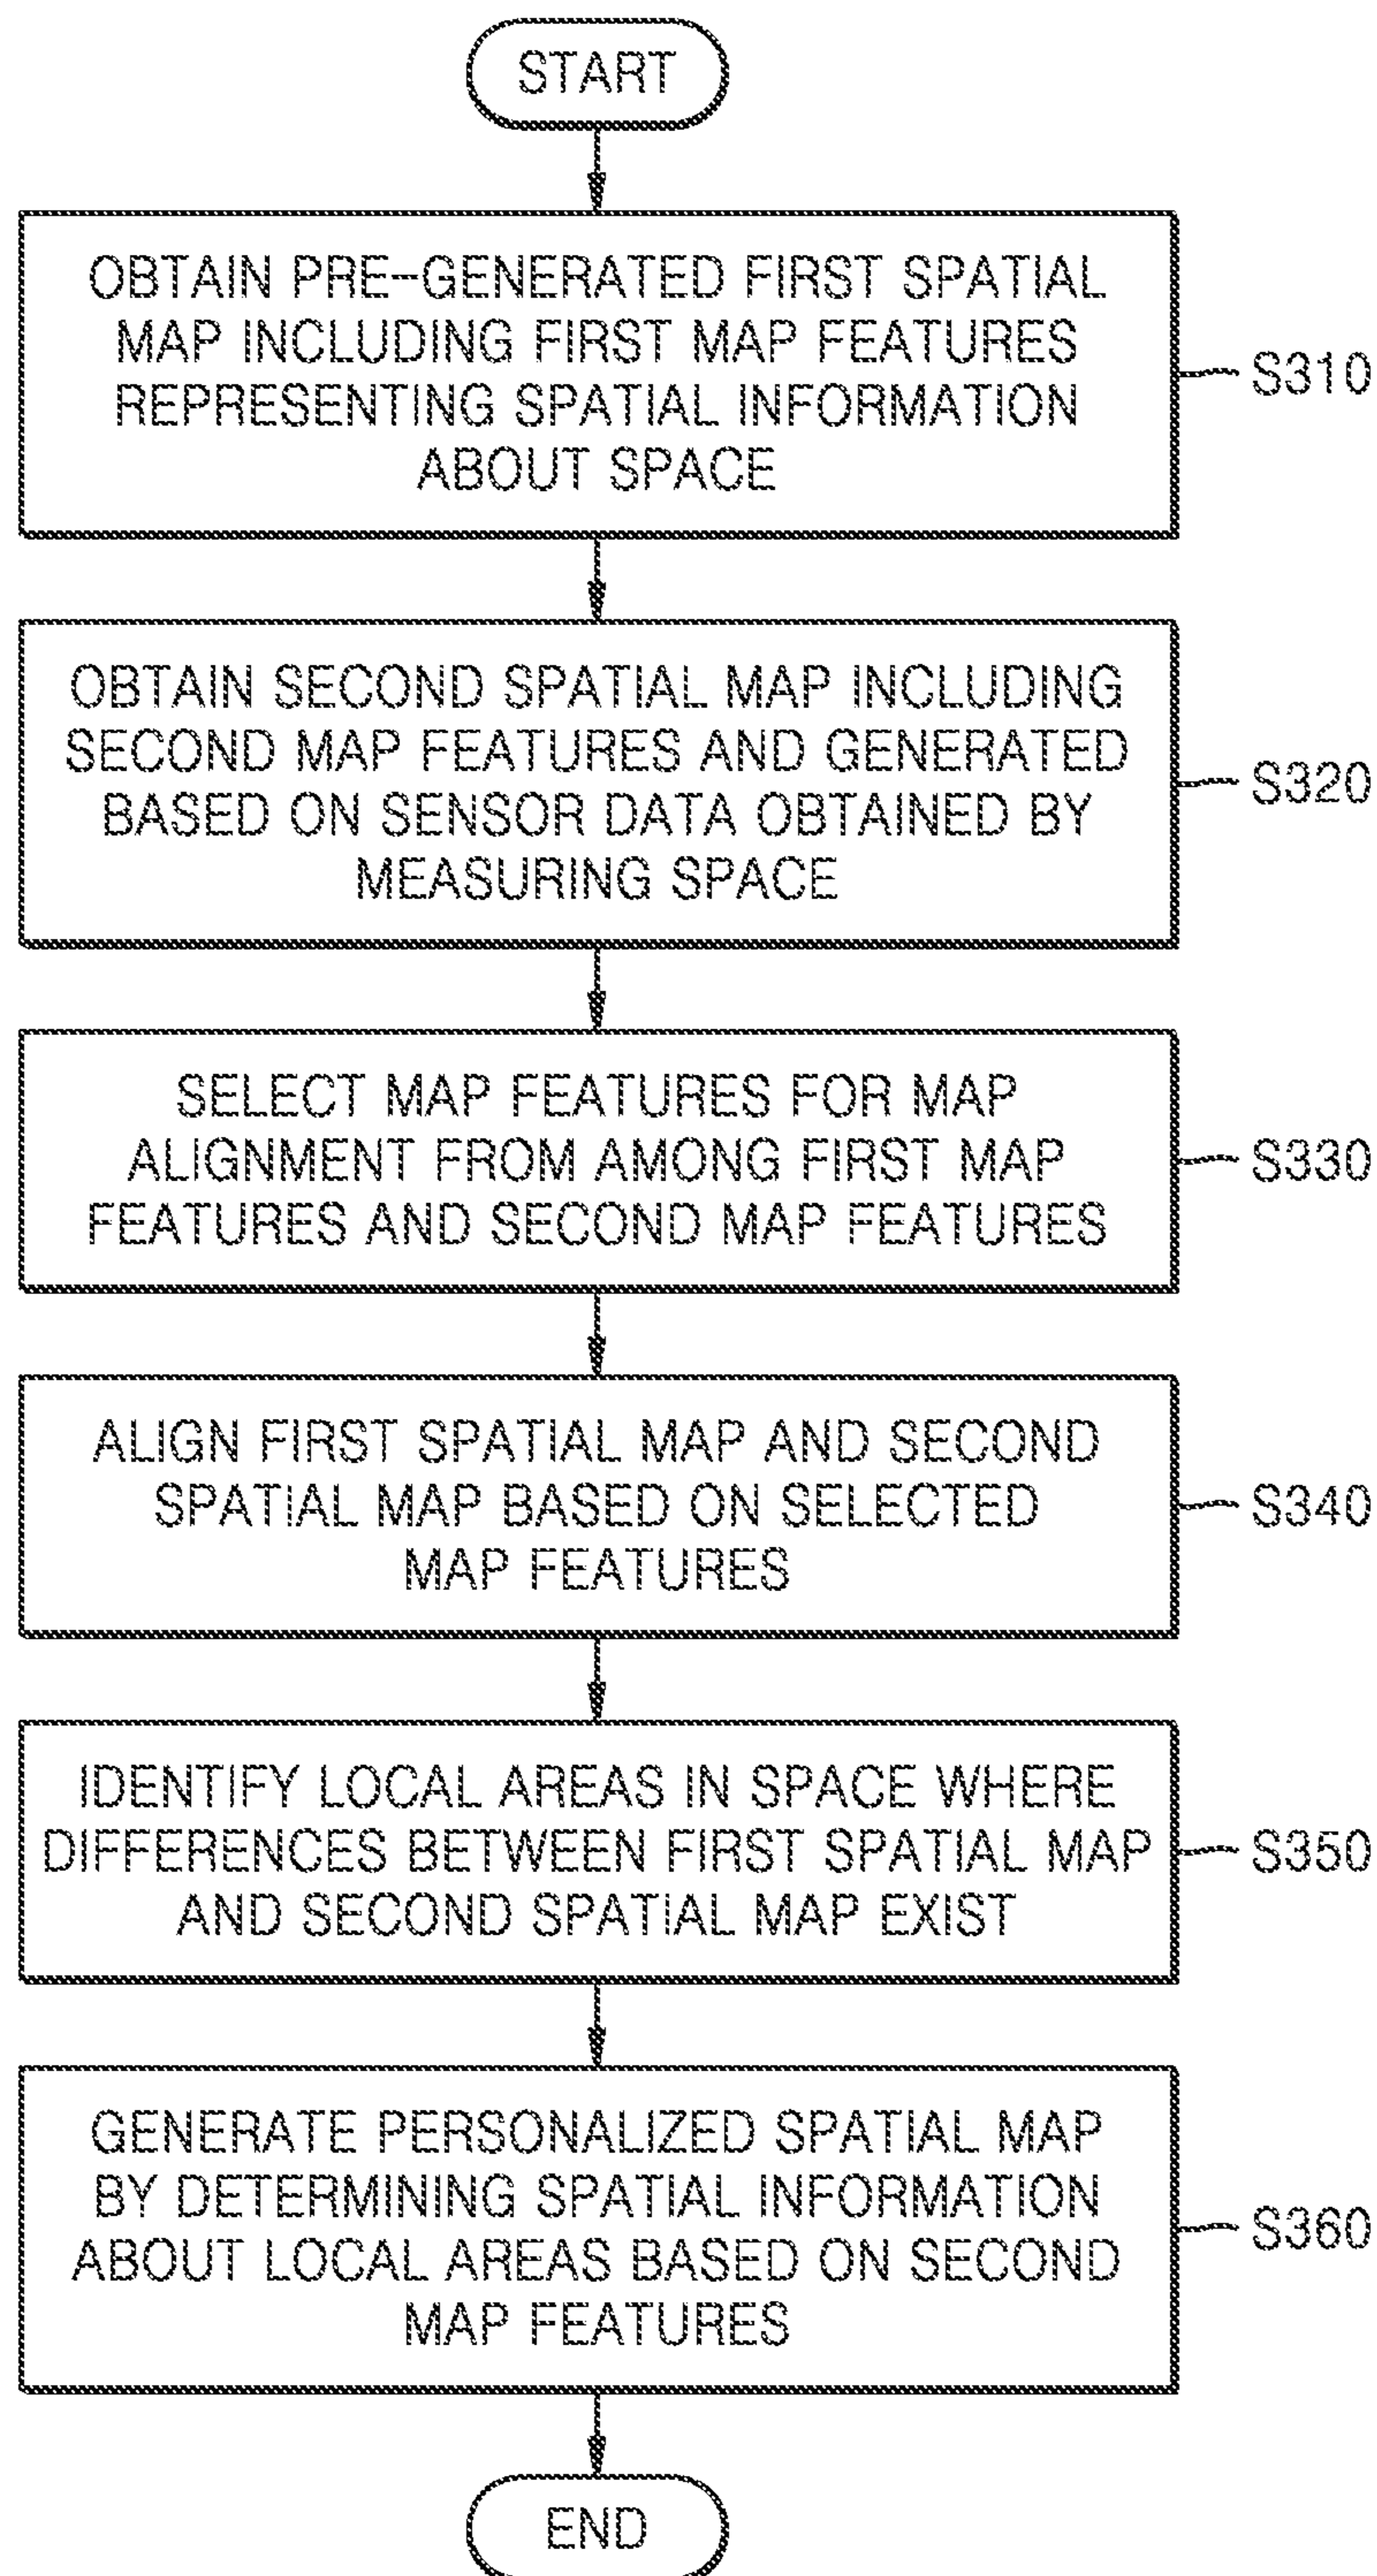 START
OBTAIN PRE-GENERATED FIRST SPATIAL
MAP INCLUDING FIRST MAP FEATURES
REPRESENTING SPATIAL INFORMATION
ABOUT SPACE
S310
OBTAIN SECOND SPATIAL MAP INCLUDING
SECOND MAP FEATURES AND GENERATED
BASED ON SENSOR DATA OBTAINED BY
MEASURING SPACE
S320
SELECT MAP FEATURES FOR MAP
ALIGNMENT FROM AMONG FIRST MAP
FEATURES AND SECOND MAP FEATURES
S330
ALIGN FIRST SPATIAL MAP AND SECOND
SPATIAL MAP BASED ON SELECTED
MAP FEATURES
S340
IDENTIFY LOCAL AREAS IN SPACE WHERE
DIFFERENCES BETWEEN FIRST SPATIAL MAP
AND SECOND SPATIAL MAP EXIST
S350
GENERATE PERSONALIZED SPATIAL MAP
BY DETERMINING SPATIAL INFORMATION
ABOUT LOCAL AREAS BASED ON SECOND
MAP FEATURES
S360
END